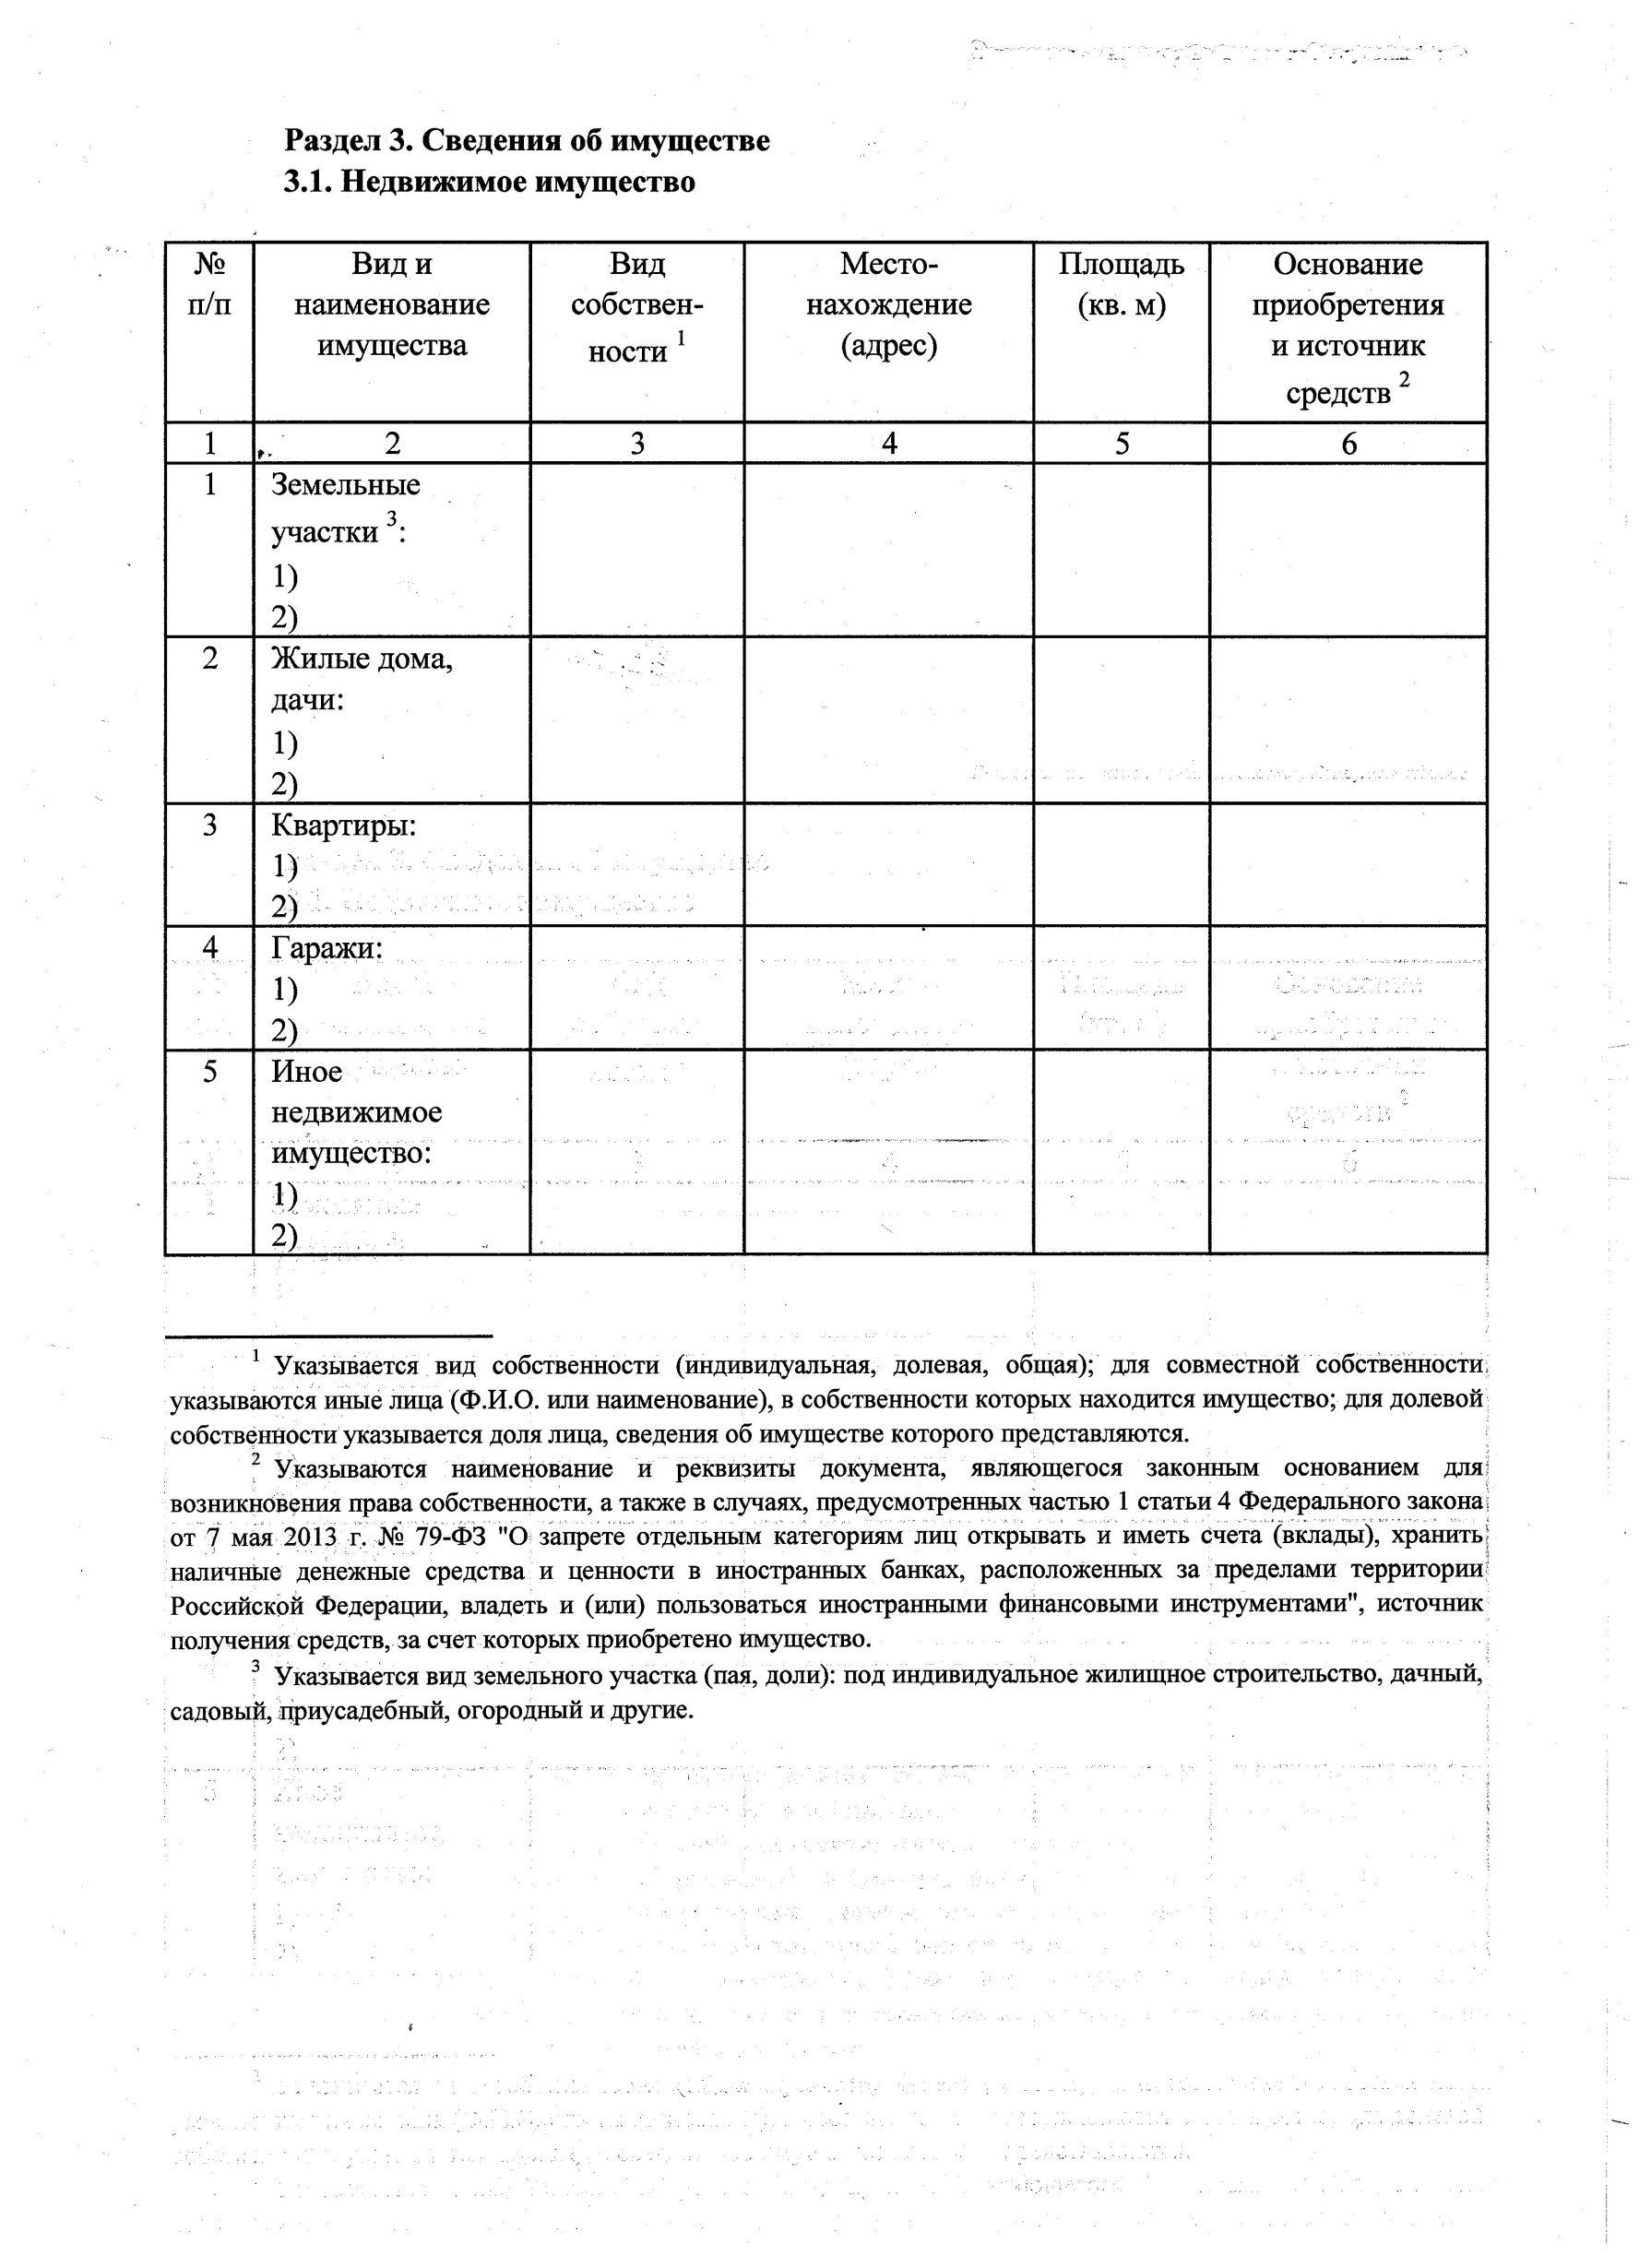 Раздел 3. Сведения об имуществе
3.1. Недвижимое имущество
№ п/п
Вид и наименование имущества
Вид собствен-ности 1
Место-нахождение (адрес)
Площадь (кв. м)
Основание приобретения и источник средств 2
1 2 3 4 5 6
1 Земельные
участки 3:
1)
2)
2 Жилые дома,
дачи:
1)
2)
3 Квартиры:
1)
2)
4 Гаражи:
1)
2)
5 Иное
недвижимое
имущество:
1)
2)
1 Указывается вид собственности (индивидуальная, долевая, общая); для совместной собственности
указываются иные лица (Ф.И.О. или наименование), в собственности которых находится имущество; для долевой
собственности указывается доля лица, сведения об имуществе которого представляются.
2 Указываются наименование и реквизиты документа, являющегося законным основанием для
возникновения права собственности, а также в случаях, предусмотренных частью 1 статьи 4 Федерального закона
от 7 мая 2013 г. № 79-ФЗ "О запрете отдельным категориям лиц открывать и иметь счета (вклады), хранить
наличные денежные средства и ценности в иностранных банках, расположенных за пределами территории
Российской Федерации, владеть и (или) пользоваться иностранными финансовыми инструментами", источник
получения средств, за счет которых приобретено имущество.
3 Указывается вид земельного участка (пая, доли): под индивидуальное жилищное строительство, дачный,
садовый, приусадебный, огородный и другие.